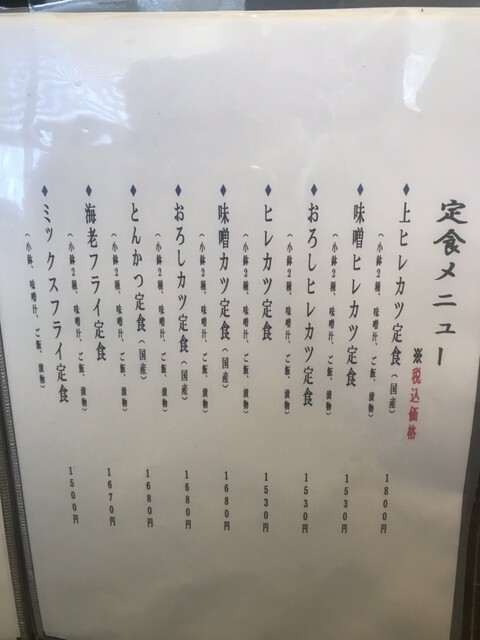 定食メニュー
※税込価格
◆上ヒレカツ定食（国産）
（小鉢2種、味噌汁、ご飯、漬物）
1800円
◆味噌ヒレカツ定食
（小鉢2種、味噌汁、ご飯、漬物）
1530円
◆おろしヒレカツ定食
（小鉢2種、味噌汁、ご飯、漬物）
1530円
◆ヒレカツ定食
（小鉢2種、味噌汁、ご飯、漬物）
1530円
◆味噌カツ定食（国産）
（小鉢2種、味噌汁、ご飯、漬物）
1680円
◆おろしカツ定食（国産）
（小鉢2種、味噌汁、ご飯、漬物）
1680円
◆とんかつ定食（国産）
（小鉢2種、味噌汁、ご飯、漬物）
1680円
◆海老フライ定食
（小鉢2種、味噌汁、ご飯、漬物）
1670円
◆ミックスフライ定食
（小鉢、味噌汁、ご飯、漬物）
1500円